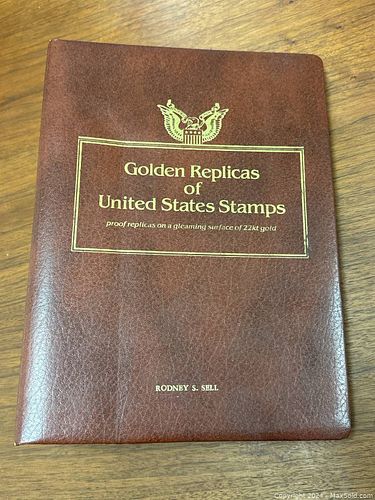 Golden Replicas
of
United States Stamps
proof replicas on a gleaming surface of 22kt gold
RODNEY S. SELL
Copyright 2024 - MaxSold.com